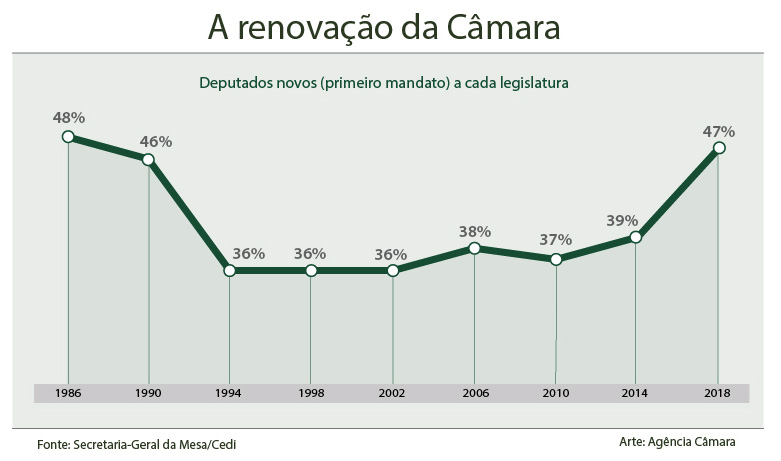 A renovação da Câmara
Deputados novos (primeiro mandato) a cada legislatura
48%
46%
36%
36%
36%
38%
37%
39%
47%
1986 1990 1994 1998 2002 2006 2010 2014 2018
Fonte: Secretaria-Geral da Mesa/Cedi
Arte: Agência Câmara